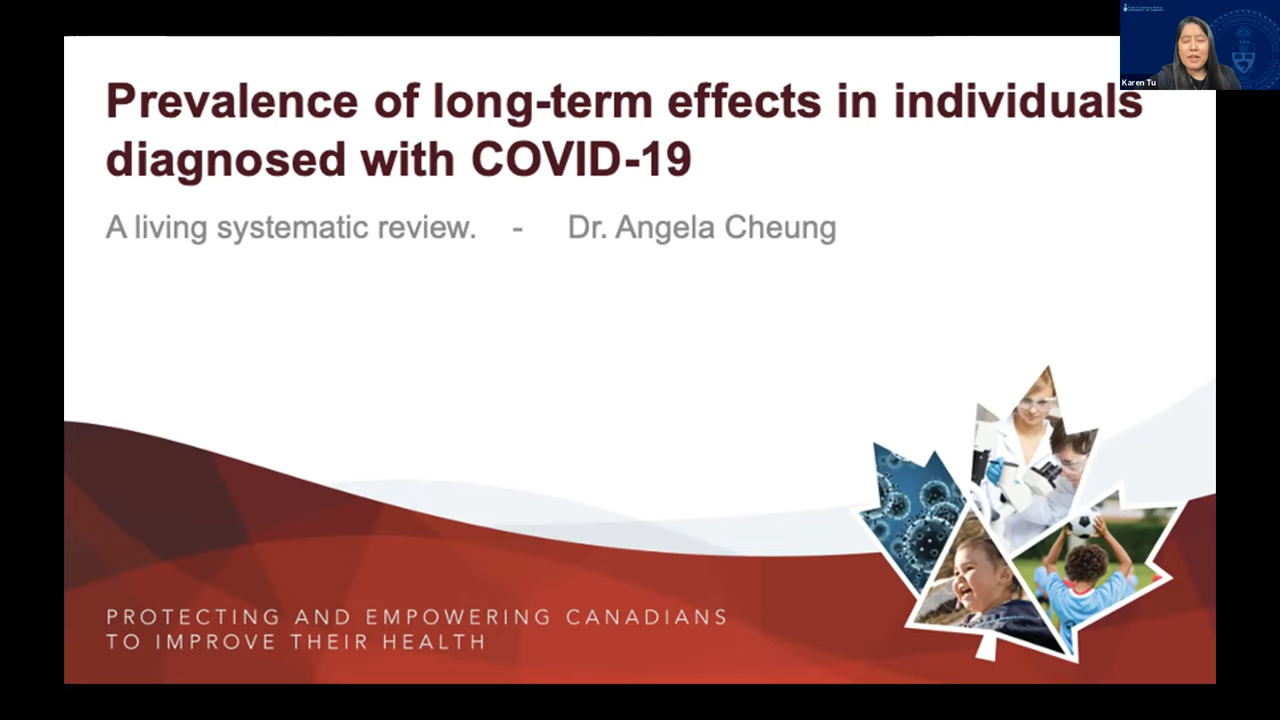 Prevalence of long-term effects in individuals
diagnosed with COVID-19
A living systematic review. - Dr. Angela Cheung
PROTECTING AND EMPOWERING CANADIANS
TO IMPROVE THEIR HEALTH
Karen Tu